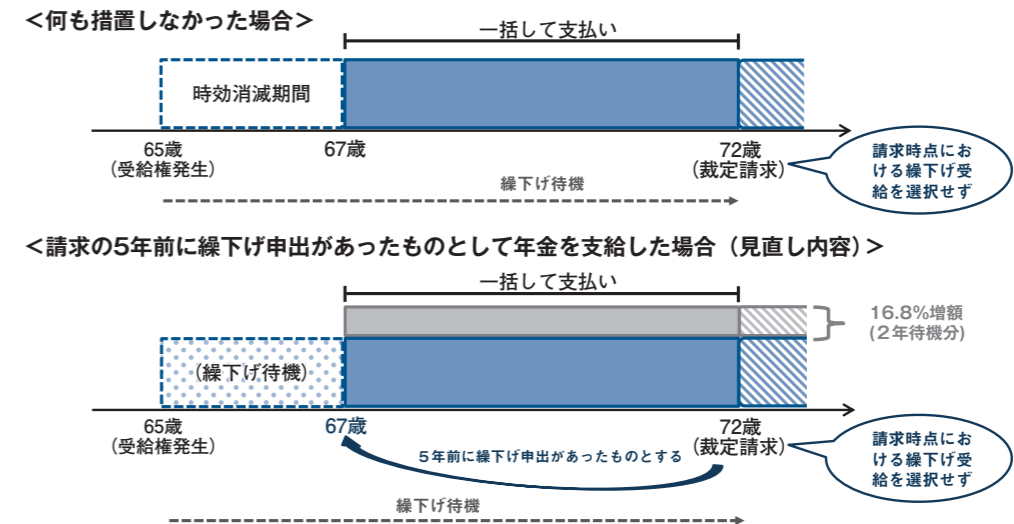 ＜何も措置しなかった場合＞
一括して支払い
時効消滅期間
65歳
(受給権発生)
67歳
72歳
(裁定請求)
請求時点にお
ける繰下げ受
給を選択せず
繰下げ待機
＜請求の5年前に繰下げ申出があったものとして年金を支給した場合（見直し内容）＞
一括して支払い
16.8%増額
(２年待機分)
(繰下げ待機)
65歳
(受給権発生)
67歳
72歳
(裁定請求)
請求時点にお
ける繰下げ受
給を選択せず
５年前に繰下げ申出があったものとする
繰下げ待機